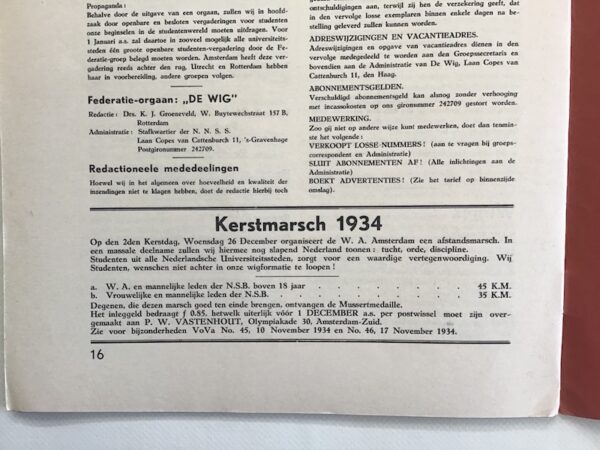 Propaganda:
Behalve door de uitgave van een orgaan, zullen wij in hoofd-
zaak door openbare en besloten vergaderingen voor studenten
onze beginselen in de studentenwereld moeten uitdragen. Voor
1 Januari a.s. zal daartoe in zooveel mogelijk alle universiteits-
steden één groote openbare studenten-vergadering door de Fe-
deratie-groep belegd moeten worden. Amsterdam heeft deze ver-
gadering reeds achter den rug, Utrecht en Rotterdam hebben
haar in voorbereiding, andere groepen volgen.
Federatie-orgaan: „DE WIG"
Redactie: Drs. K. J. Groeneveld, W. Buytewechstraat 157 B,
Rotterdam
Administratie: Stafkwartier der N. N. S. S.
Laan Copes van Cattenburch 11, 's-Gravenhage
Postgironummer 242709.
Redactioneele mededeelingen
Hoewel wij in het algemeen over hoeveelheid en kwaliteit der
inzendingen niet te klagen hebben, doet de redactie hierbij toch
ontschuldigingen aan, terwijl zij hen de verzekering geeft, dat
in den vervolge losse exemplaren binnen enkele dagen na be-
stelling geleverd zullen kunnen worden.
ADRESWIJZIGINGEN EN VACANTIEADRES.
Adreswijzigingen en opgave van vacantieadres dienen in den
vervolge medegedeeld te worden aan den Groepssecretaris en
bovendien aan de Administratie van De Wig, Laan Copes van
Cattenburch 11, den Haag.
ABONNEMENTSGELDEN.
Verschuldigd abonnementsgeld kan alsnog zonder verhooging
met incassokosten op ons gironummer 242709 gestort worden.
MEDEWERKING.
Zoo gij niet op andere wijze kunt medewerken, doet dan tenmin-
ste het volgende:
VERKOOPT LOSSE NUMMERS! (aan te vragen bij groeps-
correspondent en Administratie)
SLUIT ABONNEMENTEN AF! (Alle inlichtingen aan de
Administratie)
BOEKT ADVERTENTIES! (Zie het tarief op binnenzijde
omslag).
Kerstmarsch 1934
Op den 2den Kerstdag, Woensdag 26 December organiseert de W. A. Amsterdam een afstandsmarsch. In
een massale deelname zullen wij hiermee nog slapend Nederland toonen: tucht, orde, discipline.
Studenten uit alle Nederlandsche Universiteitssteden, zorgt voor een waardige vertegenwoordiging. Wij
Studenten, wenschen niet achter in onze wigformatie te loopen!
a. W. A. en mannelijke leden der N.S.B. boven 18 jaar . . . . . . . . 45 K.M.
b. Vrouwelijke en mannelijke leden der N.S.B. . . . . . . . . . 35 K.M.
Degenen, die dezen marsch goed ten einde brengen, ontvangen de Mussertmedaille.
Het inleggeld bedraagt ƒ 0.85, hetwelk uiterlijk vóór 1 DECEMBER a.s. per postwissel moet zijn over-
gemaakt aan P. W. VASTENHOUT, Olympiakade 30, Amsterdam-Zuid.
Zie voor bijzonderheden VoVa No. 45, 10 November 1934 en No. 46, 17 November 1934.
16